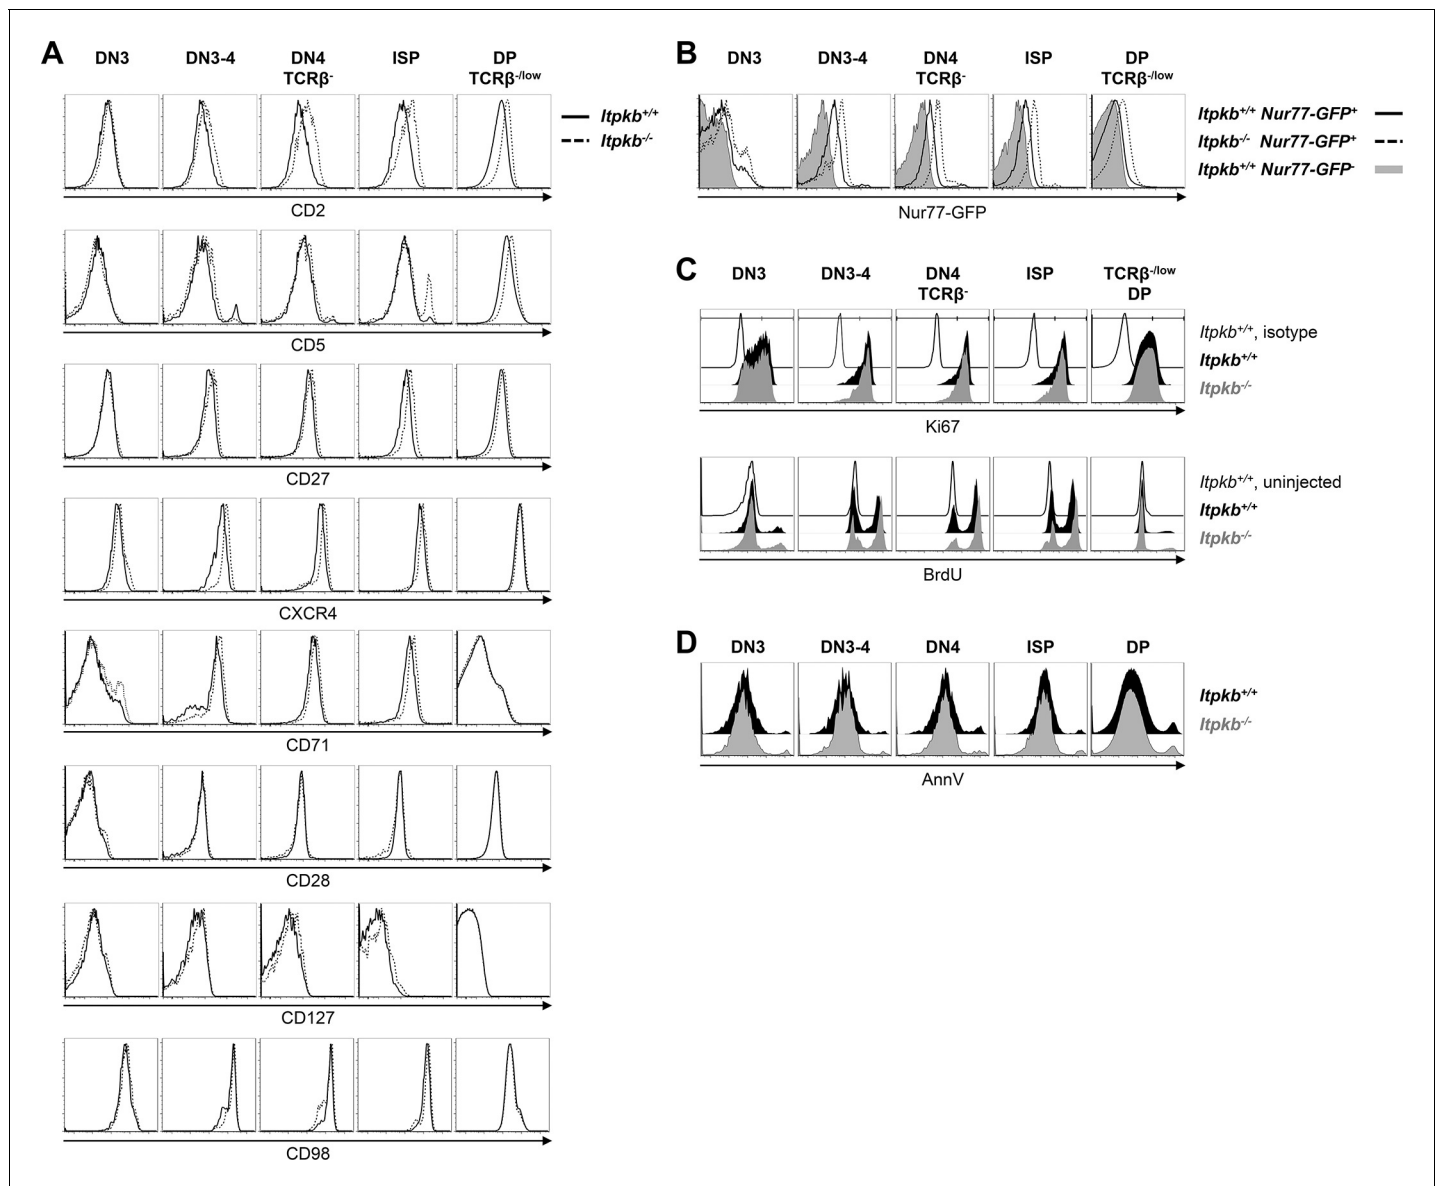 A
DN3 DN3-4 DN4 ISP DP
TCRβ- TCRβ-/low
Itpkb+/+
Itpkb-/-
CD2
CD5
CD27
CXCR4
CD71
CD28
CD127
CD98
B
DN3 DN3-4 DN4 ISP DP
TCRβ- TCRβ-/low
Itpkb+/+ Nur77-GFP+
Itpkb-/- Nur77-GFP+
Itpkb+/+ Nur77-GFP-
Nur77-GFP
C
DN3 DN3-4 DN4 ISP TCRβ-/low
TCRβ- DP
Itpkb+/+, isotype
Itpkb+/+
Itpkb-/-
Ki67
Itpkb+/+, uninjected
Itpkb+/+
Itpkb-/-
BrdU
D
DN3 DN3-4 DN4 ISP DP
Itpkb+/+
Itpkb-/-
AnnV